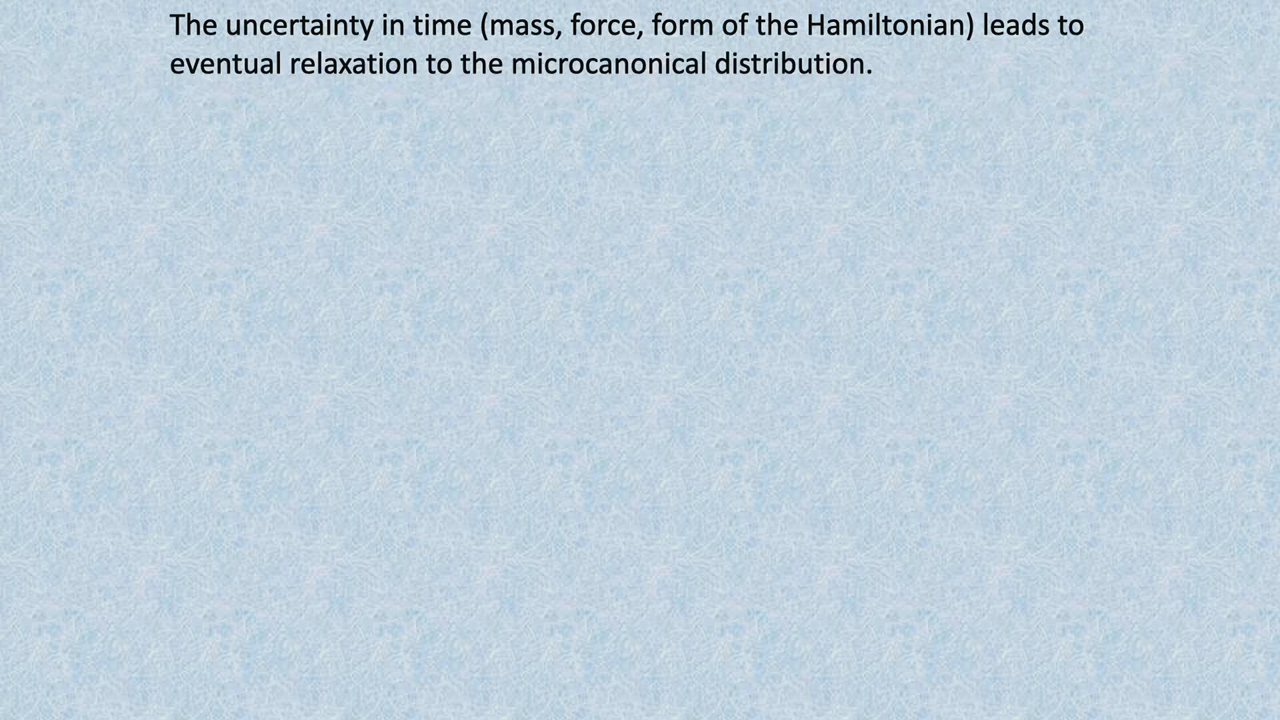 The uncertainty in time (mass, force, form of the Hamiltonian) leads to
eventual relaxation to the microcanonical distribution.